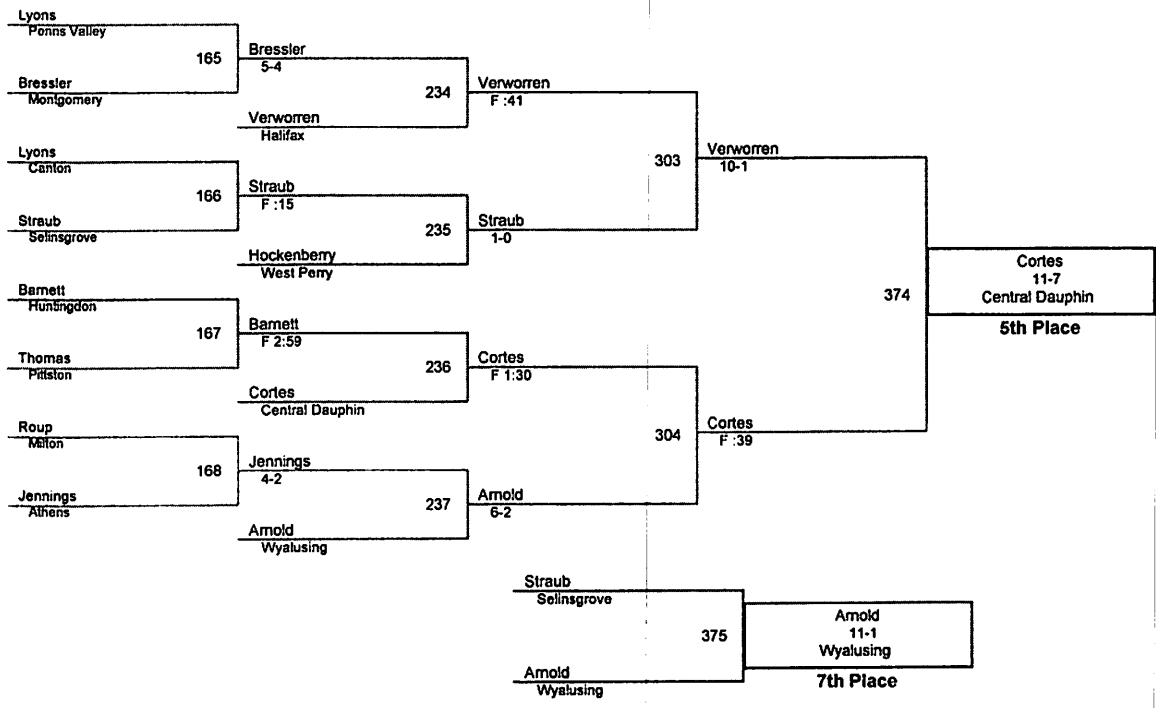 Lyons
Ponns Valley
165
Bressler
5-4
Bressler
Montgomery
234
Verworren
F :41
Verworren
Halifax
Lyons
Canton
303
Verworren
10-1
166
Straub
F :15
Straub
Selinsgrove
235
Straub
1-0
Hockenberry
West Perry
Barnett
Huntingdon
374
Cortes
11-7
Central Dauphin
5th Place
167
Barnett
F 2:59
Thomas
Pittston
236
Cortes
F 1:30
Cortes
Central Dauphin
Roup
Milton
304
Cortes
F :39
168
Jennings
4-2
Jennings
Athens
237
Arnold
6-2
Arnold
Wyalusing
Straub
Selinsgrove
375
Arnold
11-1
Wyalusing
7th Place
Arnold
Wyalusing